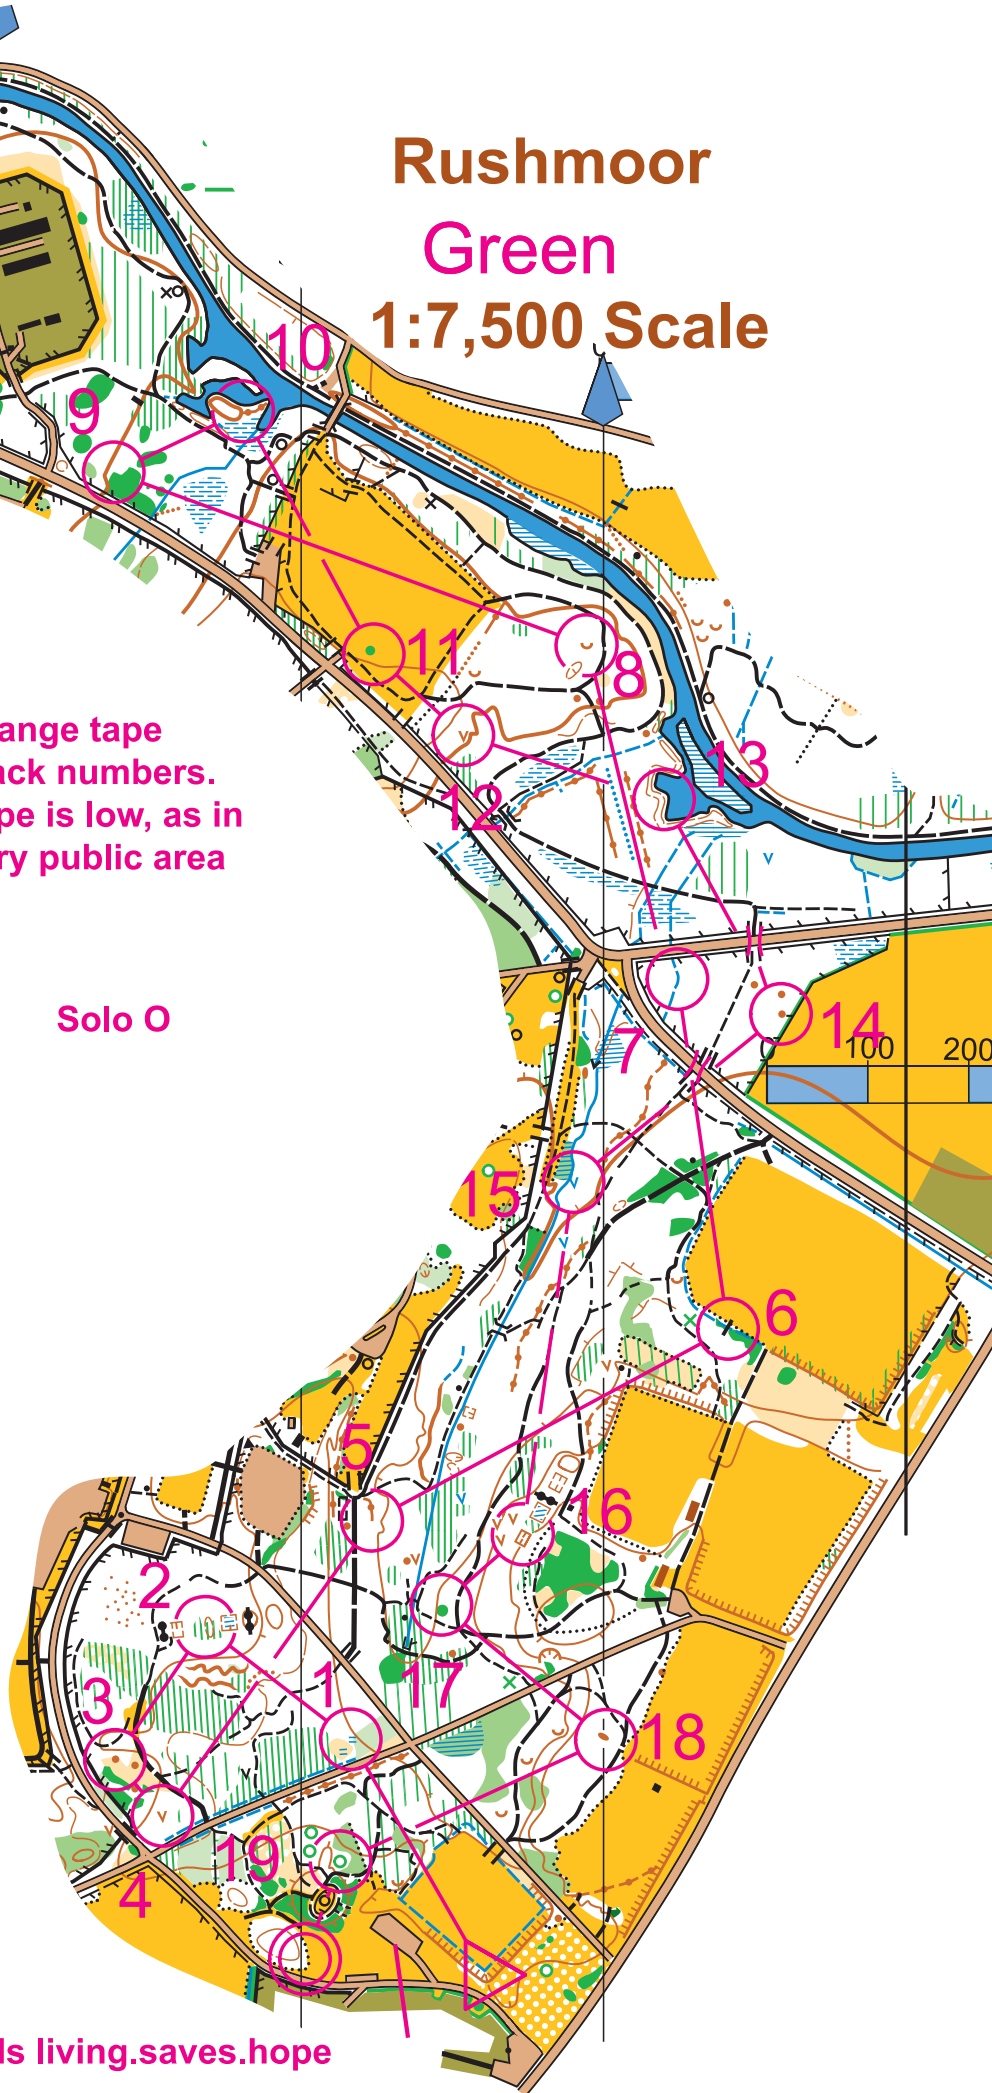 Rushmoor
Green
1:7,500 Scale
10
9
11
8
ange tape
ack numbers.
pe is low, as in
ry public area
13
12
Solo O
14
7
100 200
15
6
5
16
2
3
1
17
18
19
4
ls living.saves.hope